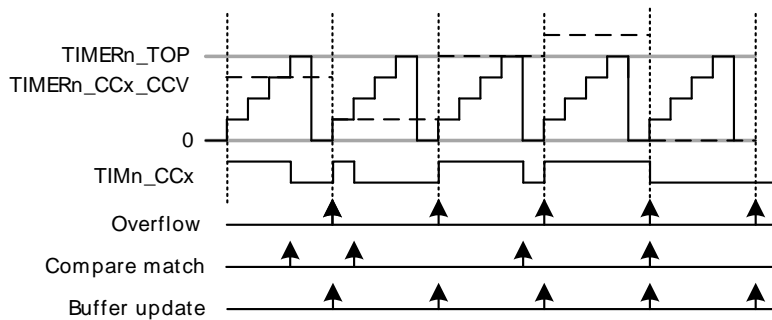 TIMERn_TOP
TIMERn_CCx_CCV
0
TIMn_CCx
Overflow
Compare match
Buffer update